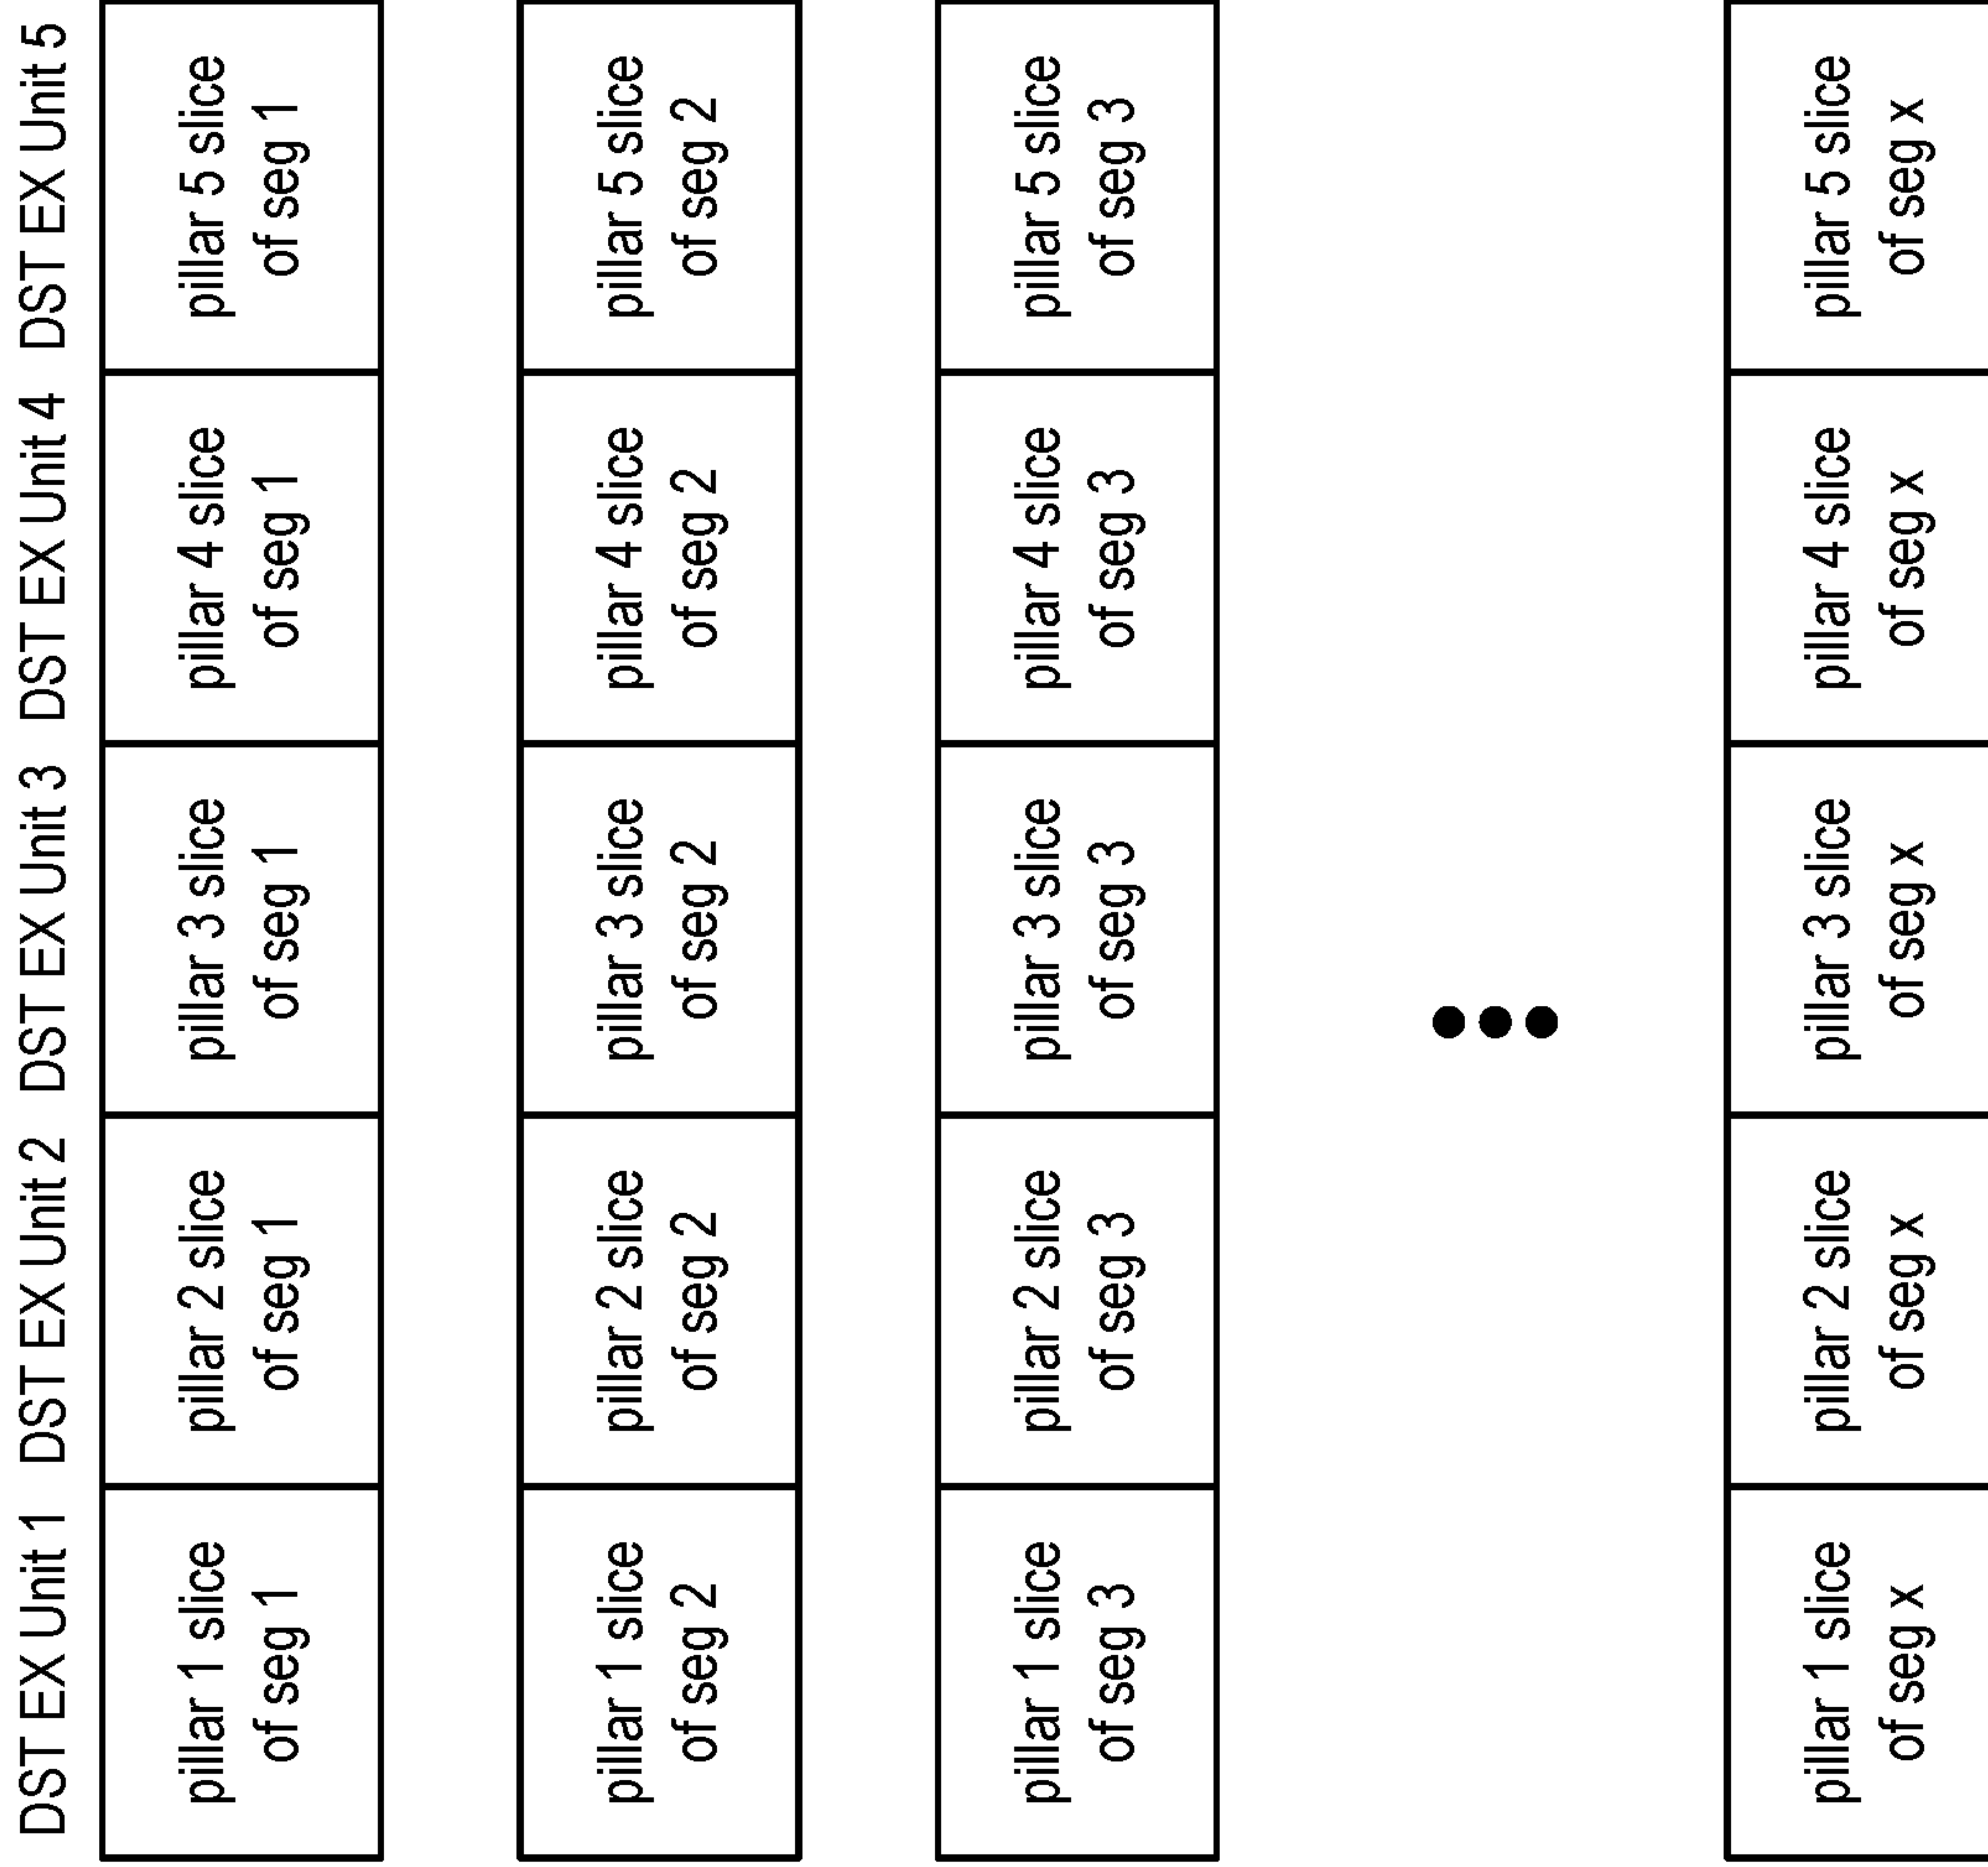 DST EX Unit 1 DST EX Unit 2 DST EX Unit 3 DST EX Unit 4 DST EX Unit 5
pillar 1 slice
of seg 1
pillar 2 slice
of seg 1
pillar 3 slice
of seg 1
pillar 4 slice
of seg 1
pillar 5 slice
of seg 1
pillar 1 slice
of seg 2
pillar 2 slice
of seg 2
pillar 3 slice
of seg 2
pillar 4 slice
of seg 2
pillar 5 slice
of seg 2
pillar 1 slice
of seg 3
pillar 2 slice
of seg 3
pillar 3 slice
of seg 3
pillar 4 slice
of seg 3
pillar 5 slice
of seg 3
pillar 1 slice
of seg x
pillar 2 slice
of seg x
pillar 3 slice
of seg x
pillar 4 slice
of seg x
pillar 5 slice
of seg x